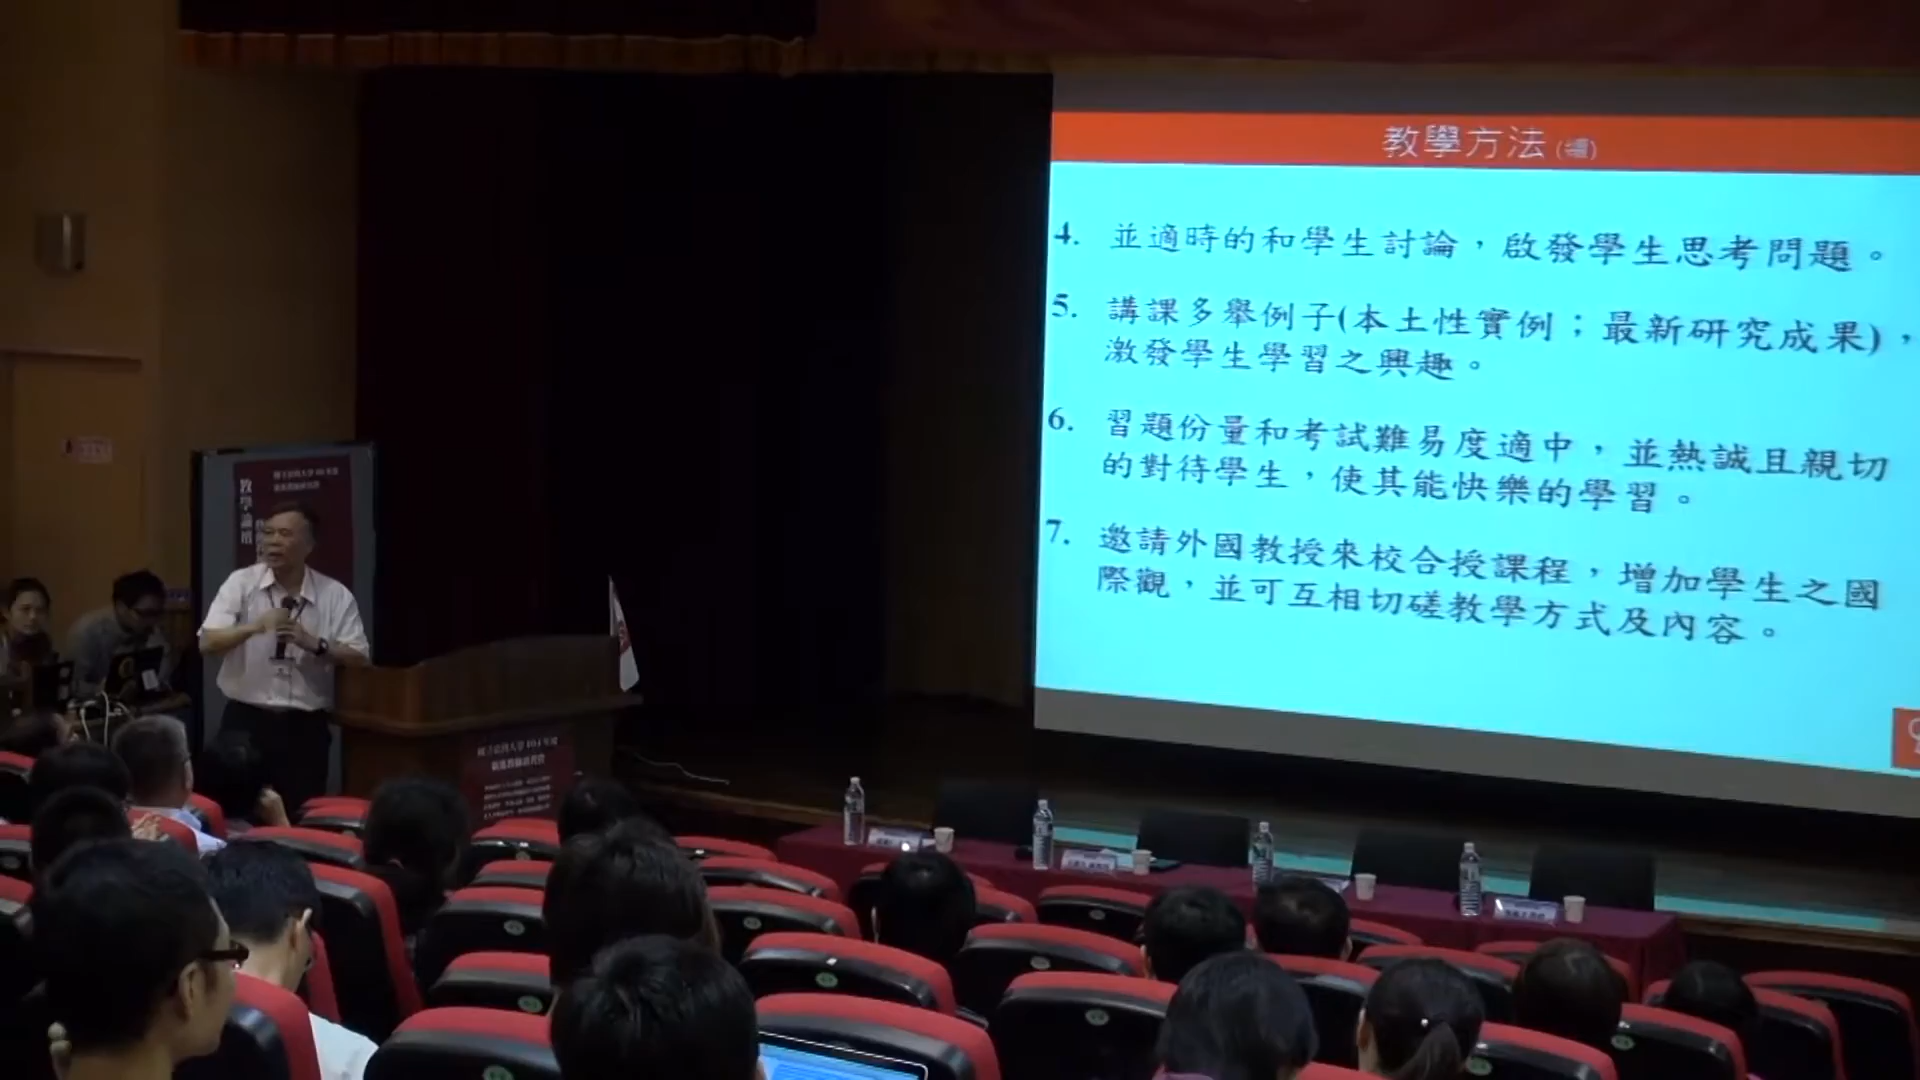 教學方法(續)
4. 並適時的和學生討論，啟發學生思考問題。
5. 講課多舉例子(本土性實例；最新研究成果)，
激發學生學習之興趣。
6. 習題份量和考試難易度適中，並熱誠且親切
的對待學生，使其能快樂的學習。
7. 邀請外國教授來校合授課程，增加學生之國
際觀，並可互相切磋教學方式及內容。
教學論壇